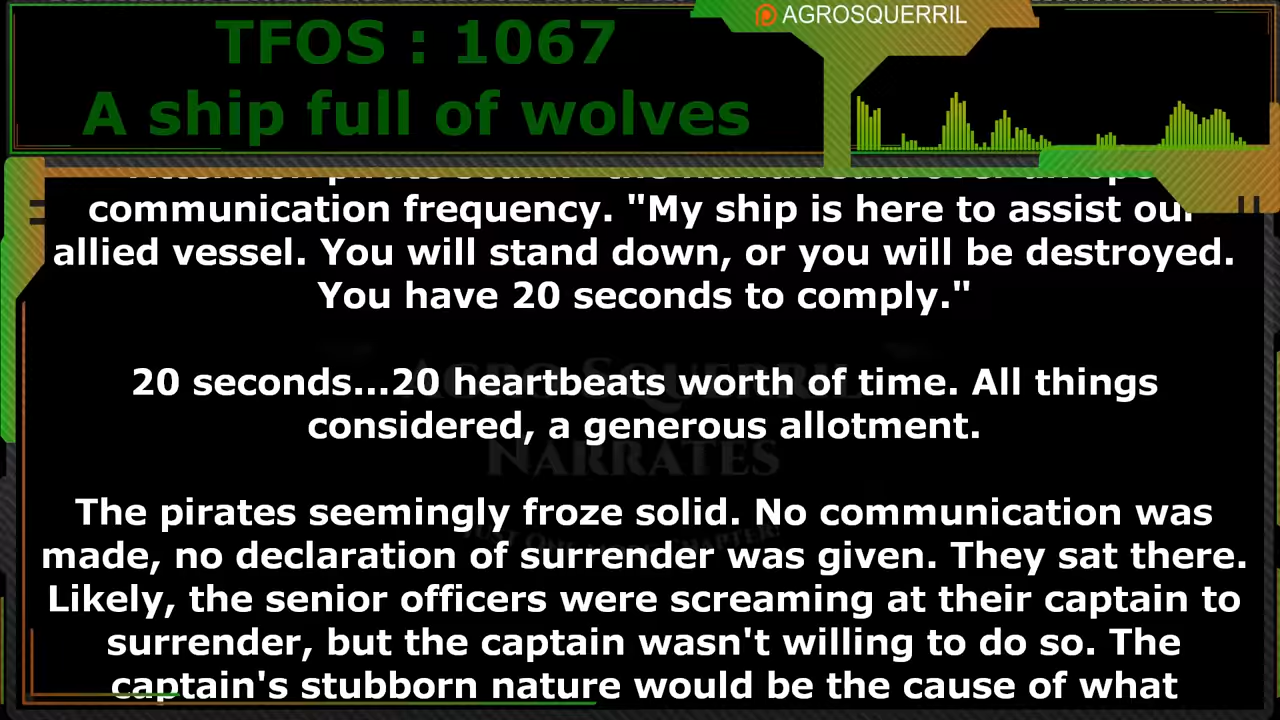 AGROSQUERRIL
TFOS : 1067
A ship full of wolves
communication frequency. "My ship is here to assist our
allied vessel. You will stand down, or you will be destroyed.
You have 20 seconds to comply."
20 seconds...20 heartbeats worth of time. All things
considered, a generous allotment.
AGRO SQUERRIL
NARRATES
The pirates seemingly froze solid. No communication was
made, no declaration of surrender was given. They sat there.
Likely, the senior officers were screaming at their captain to
surrender, but the captain wasn't willing to do so. The
captain's stubborn nature would be the cause of what